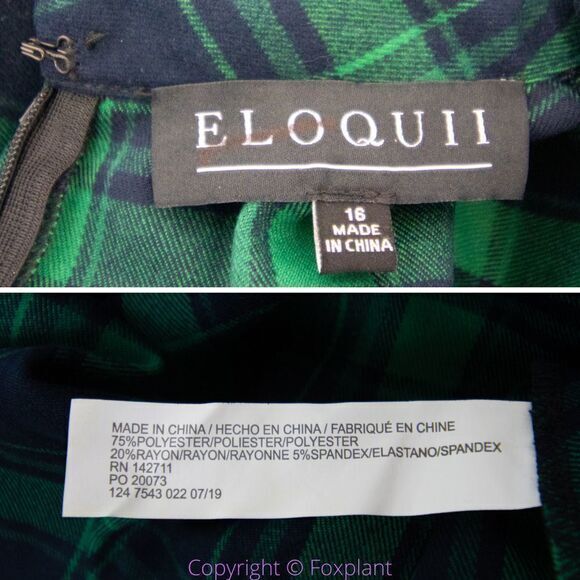 ELOQUII
16
MADE
IN CHINA
MADE IN CHINA / HECHO EN CHINA / FABRIQUÉ EN CHINE
75%POLYESTER/POLIESTER/POLYESTER
20%RAYON/RAYON/RAYONNE 5%SPANDEX/ELASTANO/SPANDEX
RN 142711
PO 20073
124 7543 022 07/19
Copyright © Foxplant